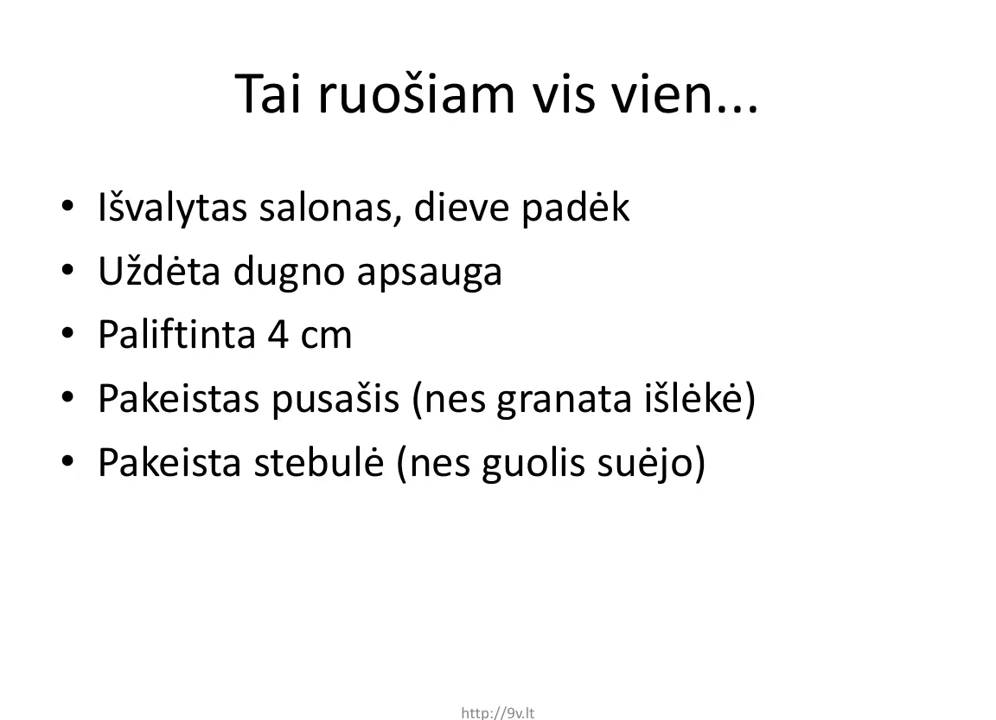 Tai ruošiam vis vien...
• Išvalytas salonas, dieve padėk
• Uždėta dugno apsauga
• Paliftinta 4 cm
• Pakeistas pusašis (nes granata išlėkė)
• Pakeista stebulė (nes guolis suėjo)
http://9v.lt